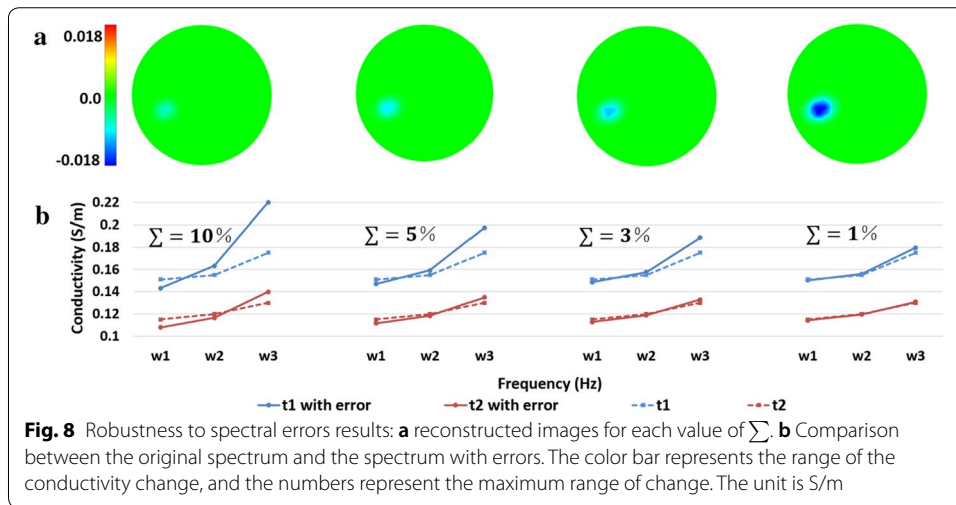 a
0.018
0.0
-0.018
b
Conductivity (S/m)
0.22
0.2
0.18
0.16
0.14
0.12
0.1
∑ = 10%
∑ = 5%
∑ = 3%
∑ = 1%
w1 w2 w3 w1 w2 w3 w1 w2 w3 w1 w2 w3
Frequency (Hz)
t1 with error t2 with error t1 t2
Fig. 8 Robustness to spectral errors results: a reconstructed images for each value of ∑. b Comparison
between the original spectrum and the spectrum with errors. The color bar represents the range of the
conductivity change, and the numbers represent the maximum range of change. The unit is S/m